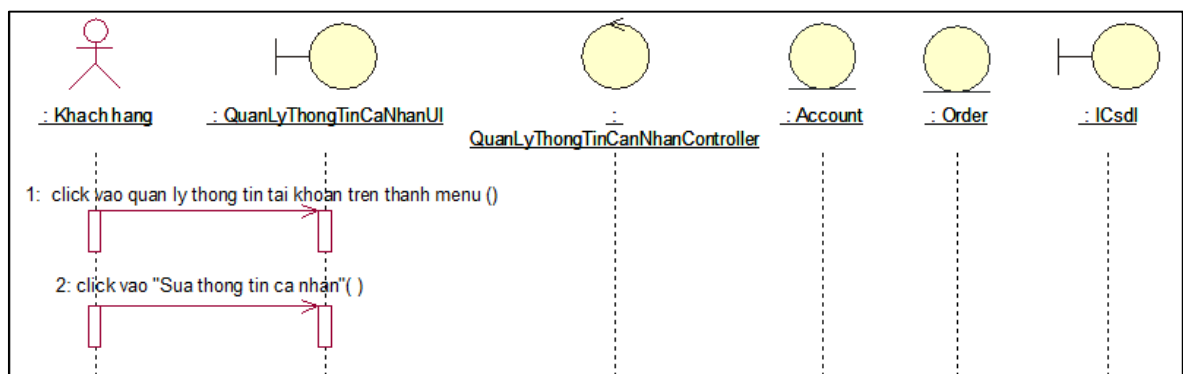 : Khach hang
: QuanLyThongTinCaNhanUI
:
QuanLyThongTinCanNhanController
: Account
: Order
: ICsdl
1: click vao quan ly thong tin tai khoan tren thanh menu ()
2: click vao "Sua thong tin ca nhan"( )